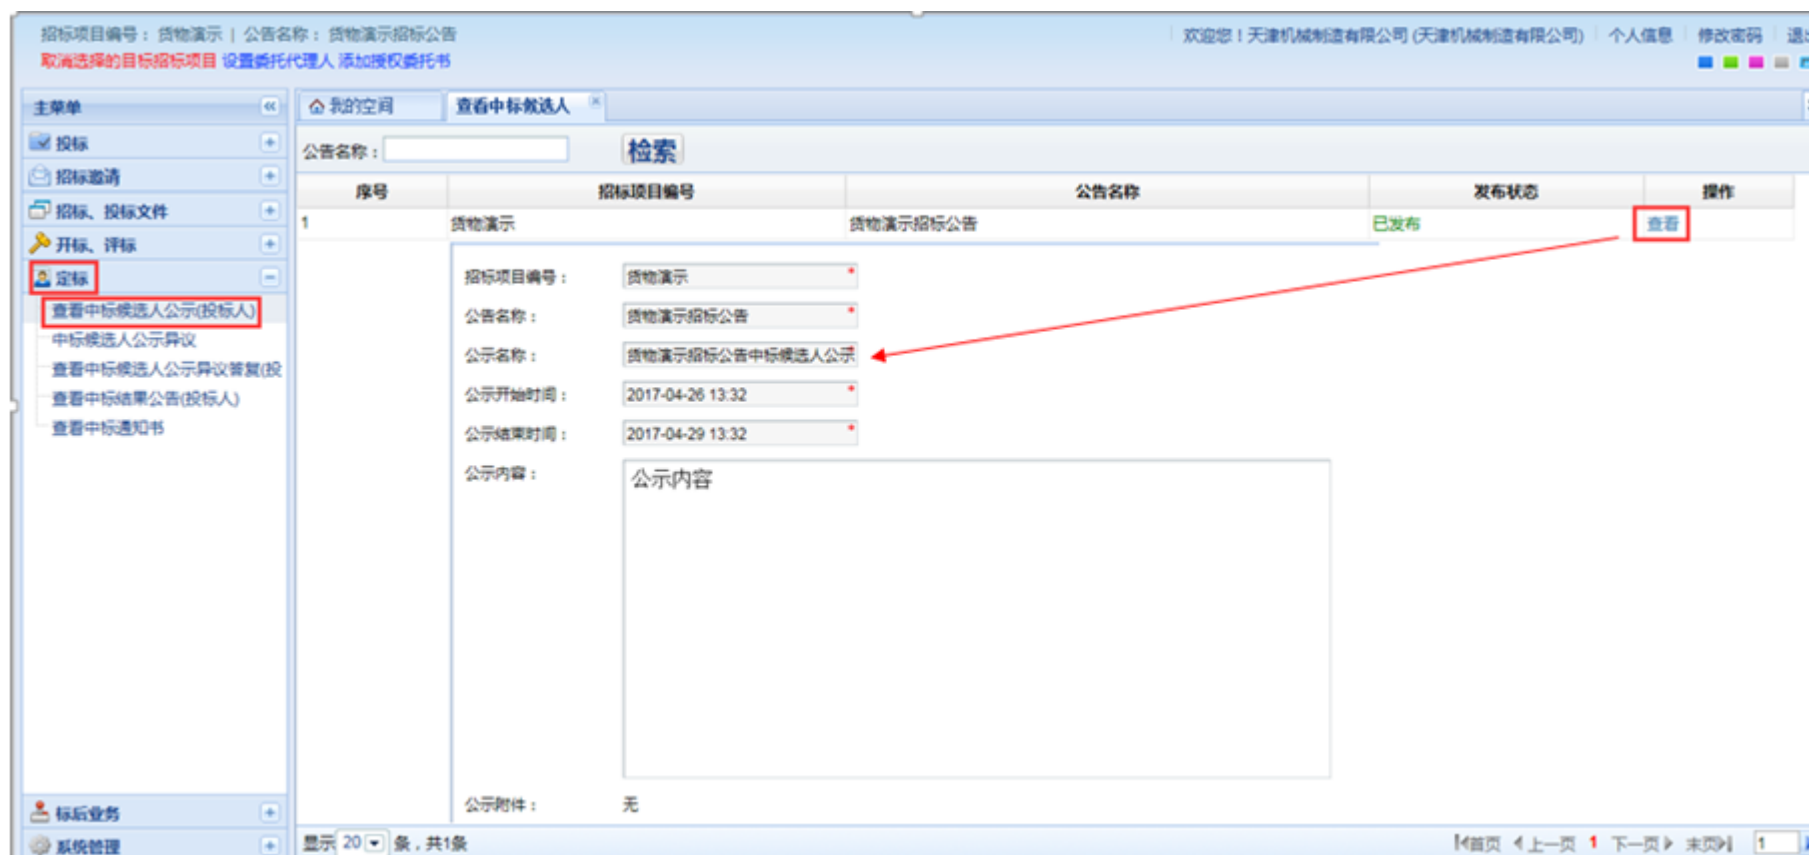 招标项目编号：货物演示 | 公告名称：货物演示招标公告
欢迎您！天津机械制造有限公司(天津机械制造有限公司) 个人信息 修改密码
取消选择的目标招标项目 设置委托代理人 添加授权委托书
主菜单
我的空间 查看中标候选人
投标
招标邀请
招标、投标文件
开标、评标
定标
查看中标候选人公示(投标人)
中标候选人公示异议
查看中标候选人公示异议答复(投
查看中标结果公告(投标人)
查看中标通知书
标后业务
系统管理
公告名称： 检索
序号 招标项目编号 公告名称 发布状态 操作
1 货物演示 货物演示招标公告 已发布 查看
招标项目编号： 货物演示 *
公告名称： 货物演示招标公告 *
公示名称： 货物演示招标公告中标候选人公示
公示开始时间： 2017-04-26 13:32 *
公示结束时间： 2017-04-29 13:32 *
公示内容： 公示内容
公示附件： 无
显示 20 条，共1条
首页 上一页 1 下一页 末页 1